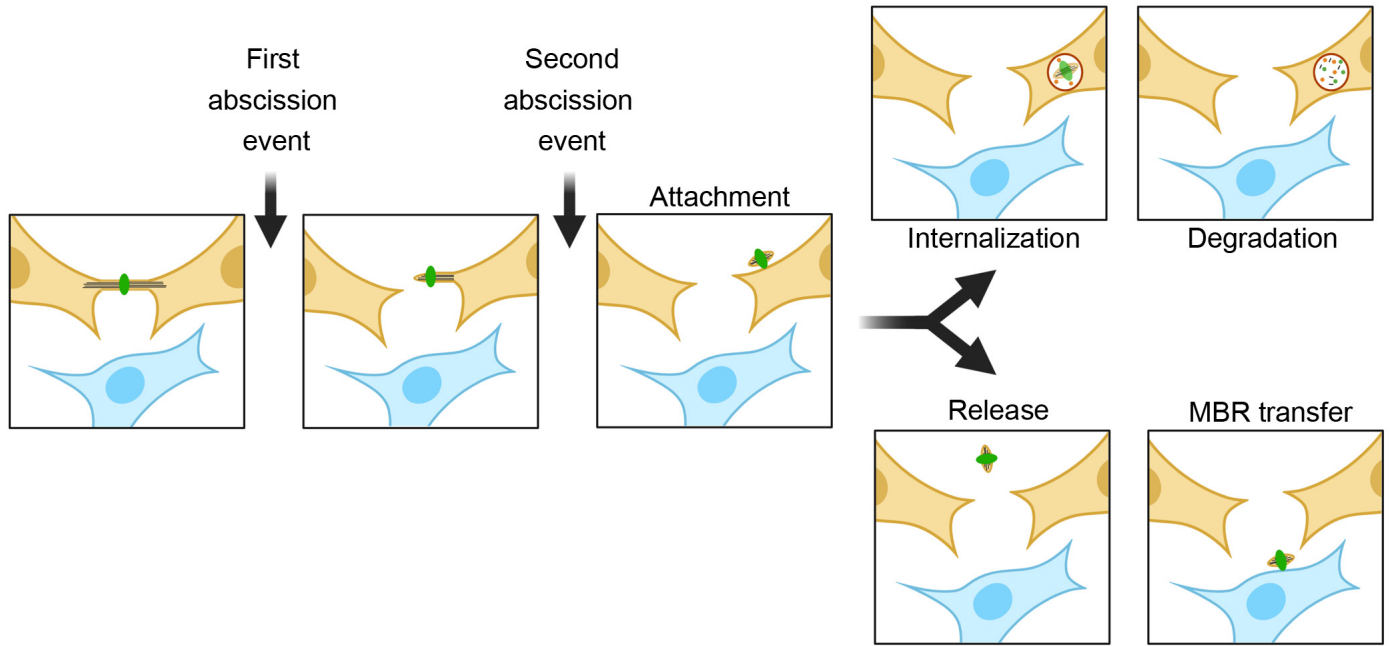 First
abscission
event
Second
abscission
event
Attachment
Internalization
Degradation
Release
MBR transfer